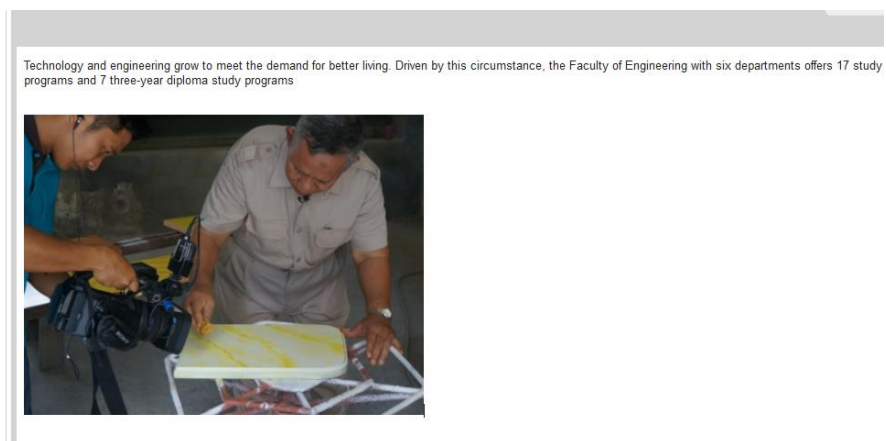 Technology and engineering grow to meet the demand for better living. Driven by this circumstance, the Faculty of Engineering with six departments offers 17 study
programs and 7 three-year diploma study programs